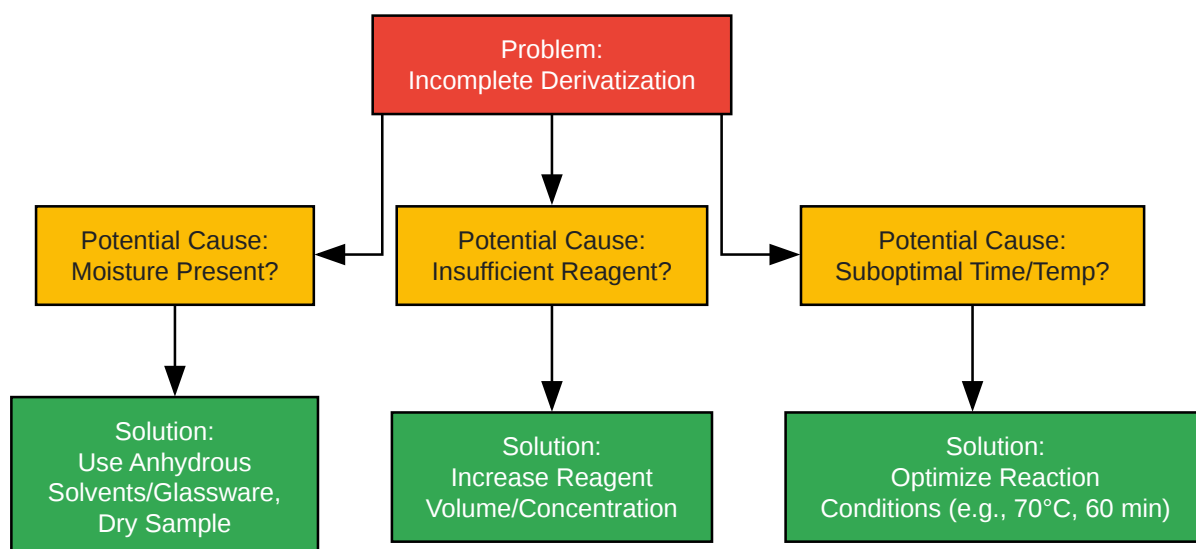 Problem:
Incomplete Derivatization
Potential Cause:
Moisture Present?
Potential Cause:
Insufficient Reagent?
Potential Cause:
Suboptimal Time/Temp?
Solution:
Use Anhydrous
Solvents/Glassware,
Dry Sample
Solution:
Increase Reagent
Volume/Concentration
Solution:
Optimize Reaction
Conditions (e.g., 70°C, 60 min)